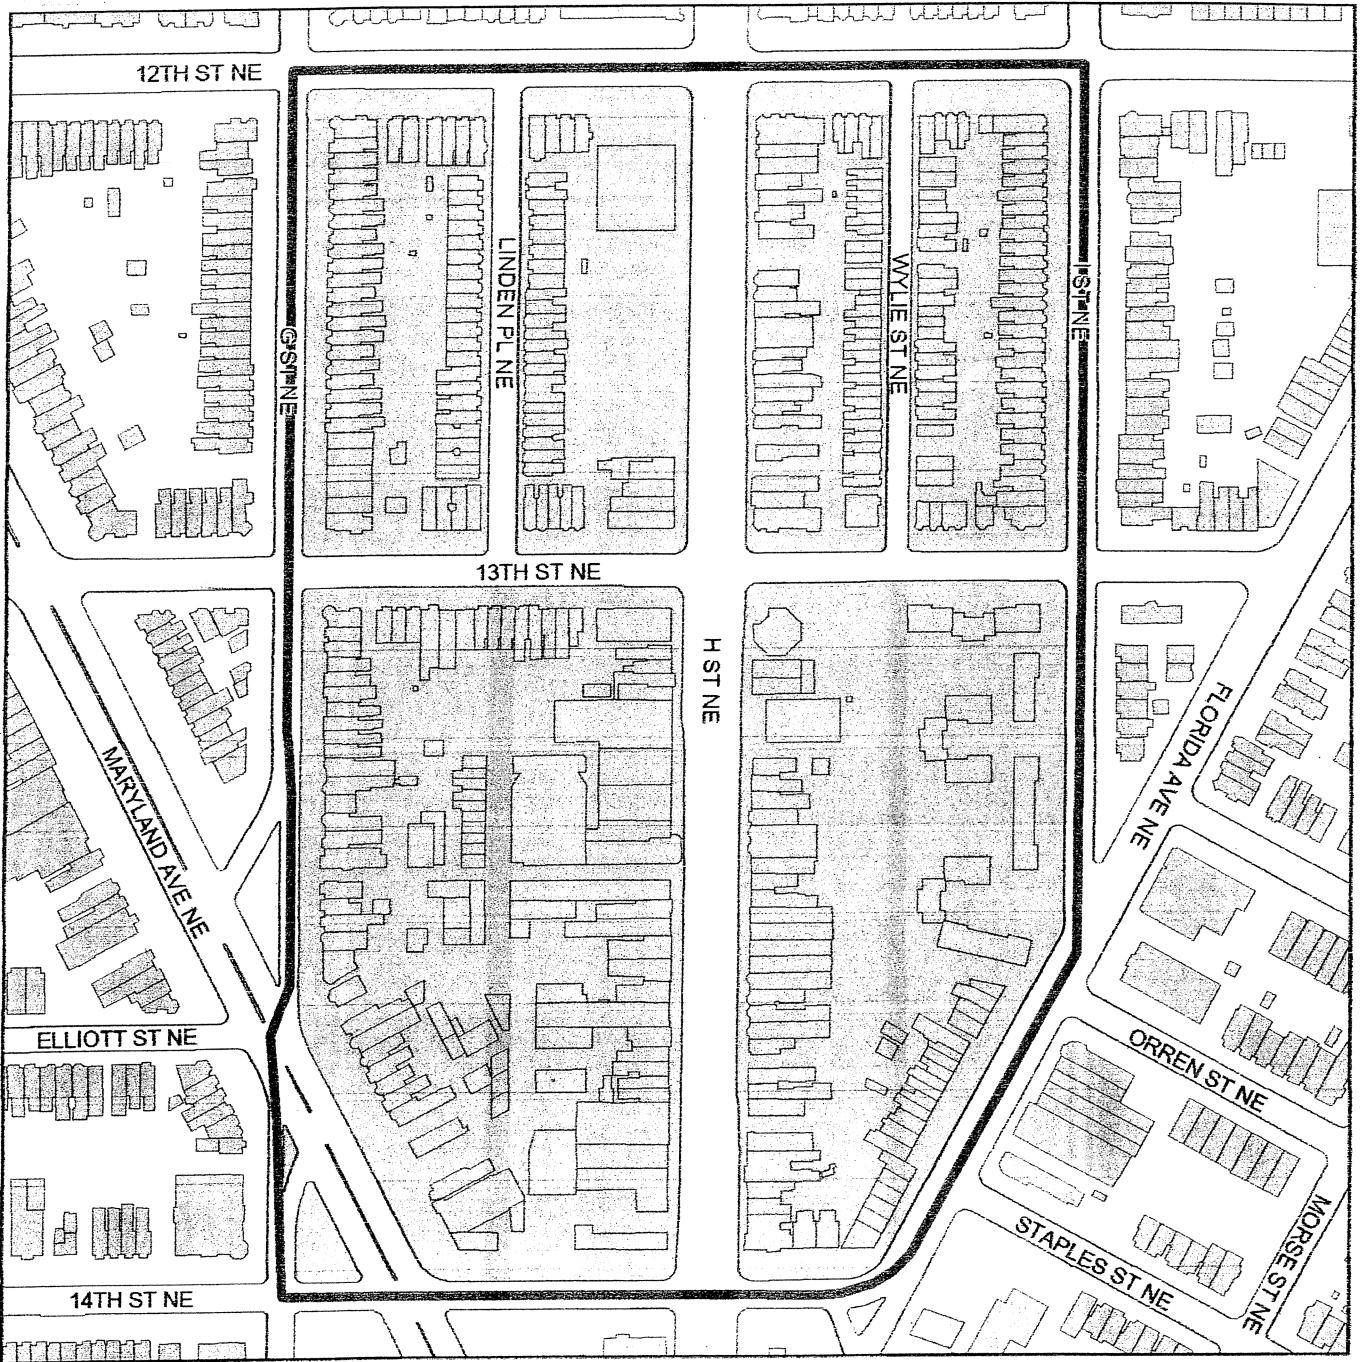 12TH ST NE
LINDEN PL NE
WYLIE ST NE
I ST NE
G ST NE
13TH ST NE
H ST NE
FLORIDA AVE NE
MARYLAND AVE NE
ELLIOTT ST NE
ORREN ST NE
STAPLES ST NE
MORSE ST NE
14TH ST NE